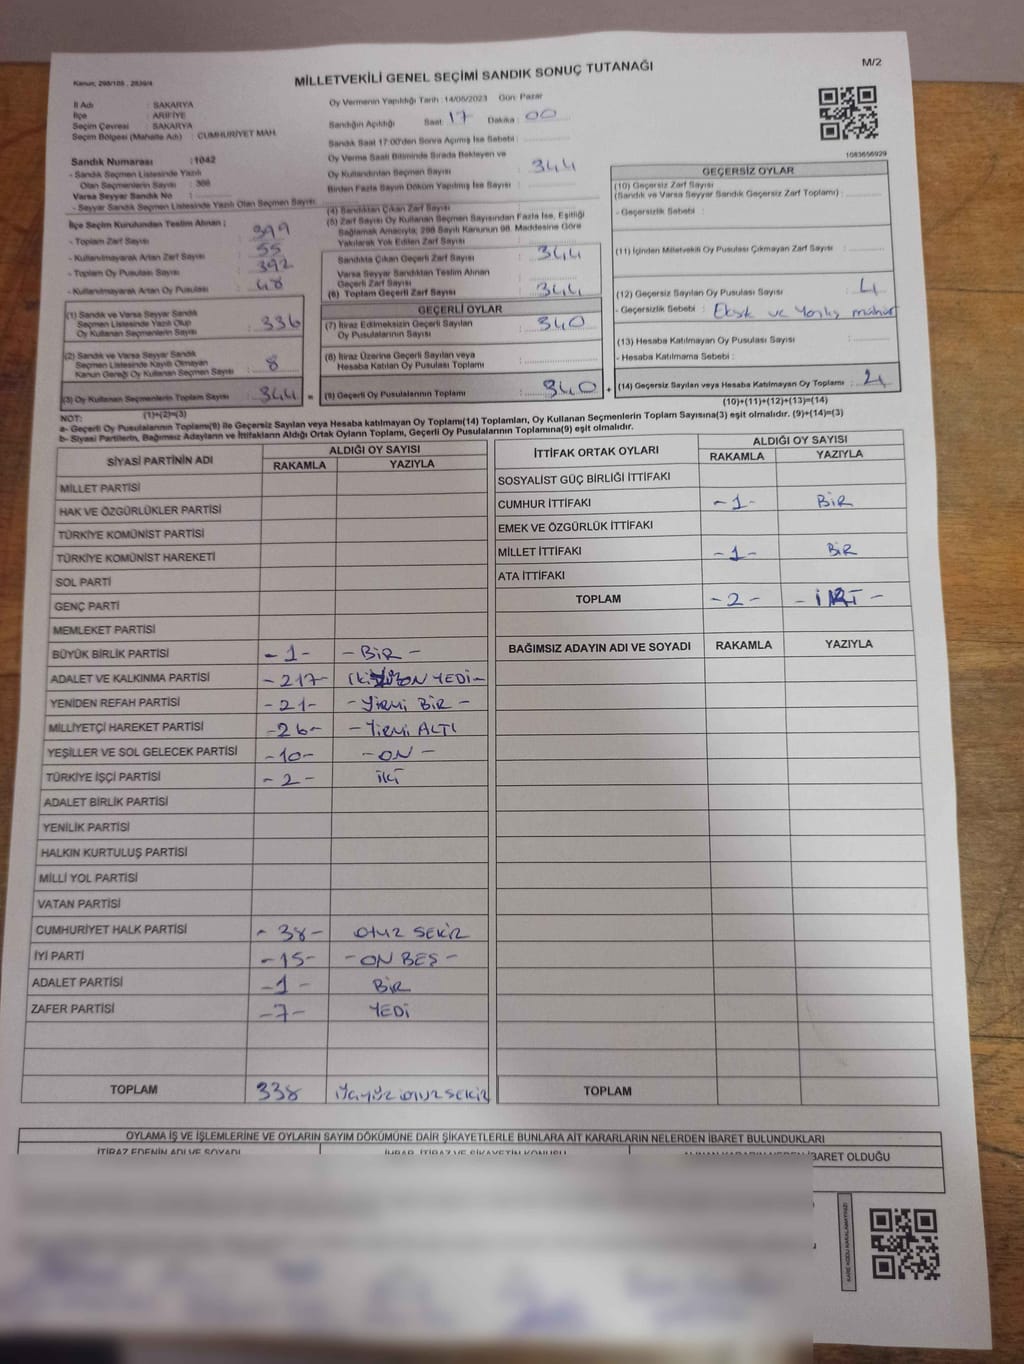 Kanun: 298/105, 2839/4
MİLLETVEKİLİ GENEL SEÇİMİ SANDIK SONUÇ TUTANAĞI
M/2
İl Adı : SAKARYA
İlçe : ARİFİYE
Seçim Çevresi : SAKARYA
Seçim Bölgesi (Mahalle Adı) : CUMHURİYET MAH.
Sandık Numarası : 1042
- Sandık Seçmen Listesinde Yazılı
Olan Seçmenlerin Sayısı : 388
Varsa Seyyar Sandık No :
- Seyyar Sandık Seçmen Listesinde Yazılı Olan Seçmen Sayısı
Oy Vermenin Yapıldığı Tarih : 14/05/2023 Gün: Pazar
Sandığın Açıldığı Saat 17 Dakika : 00
Sandık Saat 17:00'den Sonra Açılmış İse Sebebi :
Oy Verme Saati Bitiminde Sırada Bekleyen ve
Oy Kullandırılan Seçmen Sayısı : 344
Birden Fazla Sayım Döküm Yapılmış İse Sayısı :
1083656929
İlçe Seçim Kurulundan Teslim Alınan ;
- Toplam Zarf Sayısı : 399
- Kullanılmayarak Artan Zarf Sayısı : 55
- Toplam Oy Pusulası Sayısı : 392
- Kullanılmayarak Artan Oy Pusulası : 48
(1) Sandık ve Varsa Seyyar Sandık
Seçmen Listesinde Yazılı Olup
Oy Kullanan Seçmenlerin Sayısı : 336
(2) Sandık ve Varsa Seyyar Sandık
Seçmen Listesinde Kayıtlı Olmayan
Kanun Gereği Oy Kullanan Seçmen Sayısı : 8
(3) Oy Kullanan Seçmenlerin Toplam Sayısı : 344 =
(1)+(2)=(3)
(4) Sandıktan Çıkan Zarf Sayısı :
(5) Zarf Sayısı Oy Kullanan Seçmen Sayısından Fazla İse, Eşitliği
Sağlamak Amacıyla; 298 Sayılı Kanunun 98. Maddesine Göre
Yakılarak Yok Edilen Zarf Sayısı :
Sandıkta Çıkan Geçerli Zarf Sayısı : 344
Varsa Seyyar Sandıktan Teslim Alınan
Geçerli Zarf Sayısı :
(6) Toplam Geçerli Zarf Sayısı : 344
GEÇERLİ OYLAR
(7) İtiraz Edilmeksizin Geçerli Sayılan
Oy Pusulasının Sayısı : 340
(8) İtiraz Üzerine Geçerli Sayılan veya
Hesaba Katılan Oy Pusulası Toplamı :
(9) Geçerli Oy Pusulalarının Toplamı : 340 +
GEÇERSİZ OYLAR
(10) Geçersiz Zarf Sayısı
(Sandık ve Varsa Seyyar Sandık Geçersiz Zarf Toplamı) :
- Geçersizlik Sebebi :
(11) İçinden Milletvekili Oy Pusulası Çıkmayan Zarf Sayısı :
(12) Geçersiz Sayılan Oy Pusulası Sayısı : 4
- Geçersizlik Sebebi : Eksik ve Yanlış mühür
(13) Hesaba Katılmayan Oy Pusulası Sayısı :
- Hesaba Katılmama Sebebi :
(14) Geçersiz Sayılan veya Hesaba Katılmayan Oy Toplamı : 4
(10)+(11)+(12)+(13)=(14)
NOT:
a- Geçerli Oy Pusulalarının Toplamı(9) ile Geçersiz Sayılan veya Hesaba katılmayan Oy Toplamı(14) Toplamları, Oy Kullanan Seçmenlerin Toplam Sayısına(3) eşit olmalıdır. (9)+(14)=(3)
b- Siyasi Partilerin, Bağımsız Adayların ve İttifakların Aldığı Ortak Oyların Toplamı, Geçerli Oy Pusulalarının Toplamına(9) eşit olmalıdır.
SİYASİ PARTİNİN ADI ALDIĞI OY SAYISI
RAKAMLA YAZIYLA
MİLLET PARTİSİ
HAK VE ÖZGÜRLÜKLER PARTİSİ
TÜRKİYE KOMÜNİST PARTİSİ
TÜRKİYE KOMÜNİST HAREKETİ
SOL PARTİ
GENÇ PARTİ
MEMLEKET PARTİSİ
BÜYÜK BİRLİK PARTİSİ - 1 - - BİR -
ADALET VE KALKINMA PARTİSİ - 217 - İKİ YÜZ ON YEDİ -
YENİDEN REFAH PARTİSİ - 21 - - YİRMİ BİR -
MİLLİYETÇİ HAREKET PARTİSİ - 26 - - YİRMİ ALTI
YEŞİLLER VE SOL GELECEK PARTİSİ - 10 - - ON -
TÜRKİYE İŞÇİ PARTİSİ - 2 - İKİ
ADALET BİRLİK PARTİSİ
YENİLİK PARTİSİ
HALKIN KURTULUŞ PARTİSİ
MİLLİ YOL PARTİSİ
VATAN PARTİSİ
CUMHURİYET HALK PARTİSİ - 38 - OTUZ SEKİZ
İYİ PARTİ - 15 - - ON BEŞ -
ADALET PARTİSİ - 1 - BİR
ZAFER PARTİSİ - 7 - YEDİ
TOPLAM 338 üçyüz otuz sekiz
İTTİFAK ORTAK OYLARI ALDIĞI OY SAYISI
RAKAMLA YAZIYLA
SOSYALİST GÜÇ BİRLİĞİ İTTİFAKI
CUMHUR İTTİFAKI - 1 - BİR
EMEK VE ÖZGÜRLÜK İTTİFAKI
MİLLET İTTİFAKI - 1 - BİR
ATA İTTİFAKI
TOPLAM - 2 - - İKİ -
BAĞIMSIZ ADAYIN ADI VE SOYADI RAKAMLA YAZIYLA
TOPLAM
OYLAMA İŞ VE İŞLEMLERİNE VE OYLARIN SAYIM DÖKÜMÜNE DAİR ŞİKAYETLERLE BUNLARA AİT KARARLARIN NELERDEN İBARET BULUNDUKLARI
İTİRAZ EDENİN ADI VE SOYADI İHBAR, İTİRAZ VE ŞİKAYETİN KONUSU ALINAN KARARIN NEDEN İBARET OLDUĞU
KARE KODU KARALAMAYINIZ!